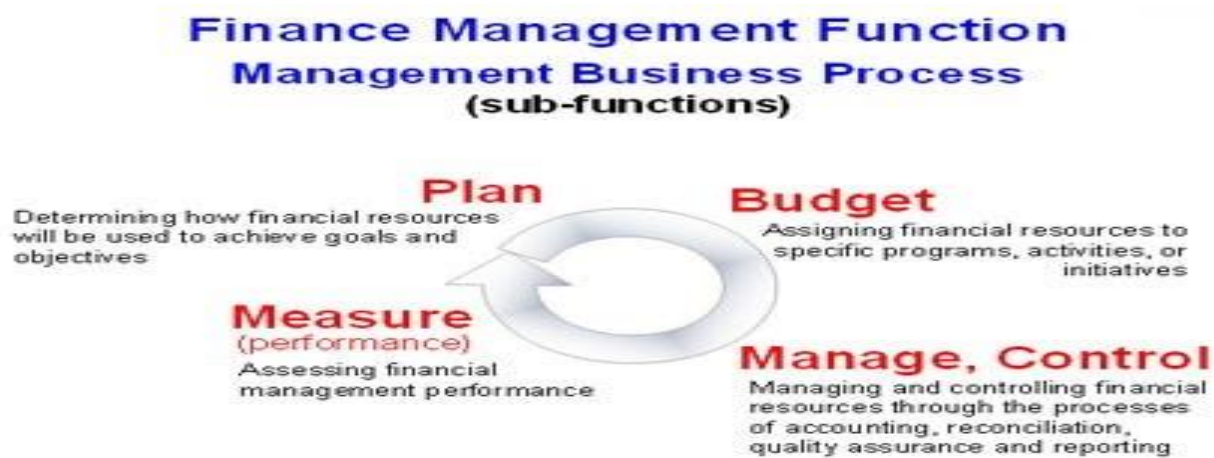 Finance Management Function
Management Business Process
(sub-functions)
Plan
Determining how financial resources
will be used to achieve goals and
objectives
Budget
Assigning financial resources to
specific programs, activities, or
initiatives
Manage, Control
Managing and controlling financial
resources through the processes
of accounting, reconciliation,
quality assurance and reporting
Measure
(performance)
Assessing financial
management performance